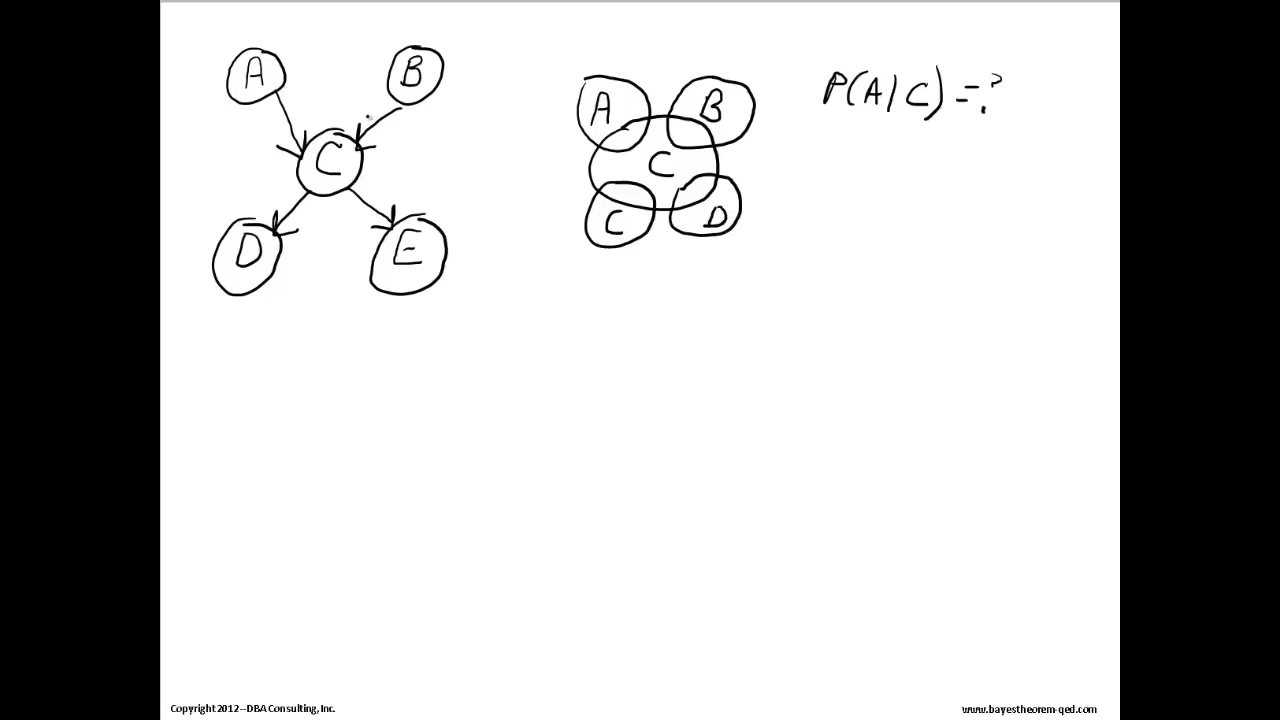 A B
C
D E
A B
C
C D
P(A/C) = ?
Copyright 2012--DBA Consulting, Inc.
www.bayestheorem-qed.com